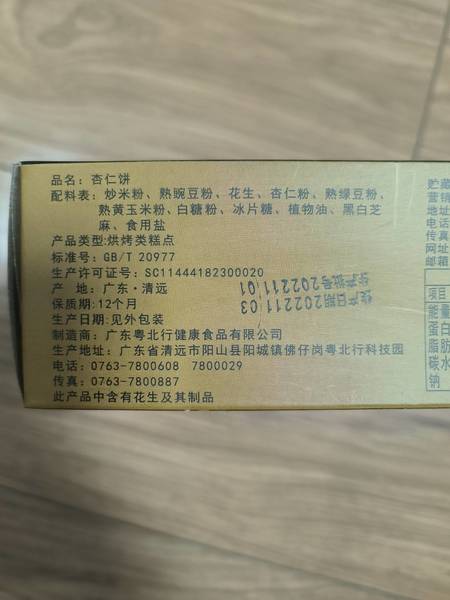 品名：杏仁饼
配料表：炒米粉、熟豌豆粉、花生、杏仁粉、熟绿豆粉、
熟黄玉米粉、白糖粉、冰片糖、植物油、黑白芝
麻、食用盐
产品类型：烘烤类糕点
标准号：GB/T 20977
生产许可证号：SC11444182300020
产 地：广东·清远
保质期：12个月
生产日期：见外包装
制造商：广东粤北行健康食品有限公司
生产地址：广东省清远市阳山县阳城镇佛仔岗粤北行科技园
电话：0763-7800608 7800029
传真：0763-7800887
此产品中含有花生及其制品
生产日期20221103
生产批号20221101
贮藏
营销
地址
电话
传真
网址
邮箱
项目
能量
蛋白
脂肪
碳水
钠